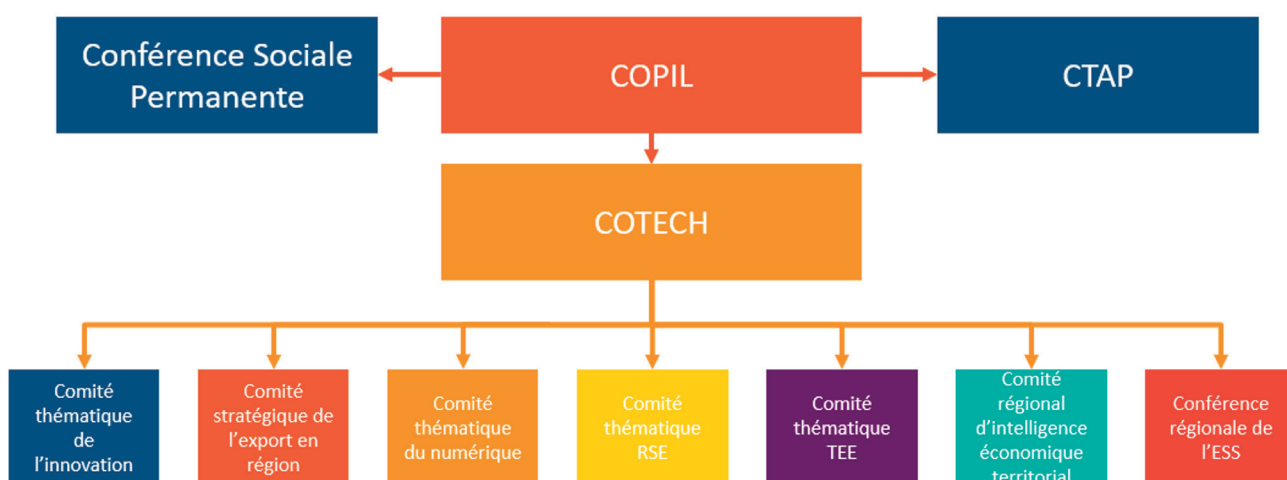 Conférence Sociale
Permanente
COPIL
CTAP
COTECH
Comité
thématique
de
l'innovation
Comité
stratégique de
l'export en
région
Comité
thématique
du numérique
Comité
thématique
RSE
Comité
thématique
TEE
Comité
régional
d'intelligence
économique
territorial
Conférence
régionale de
l'ESS